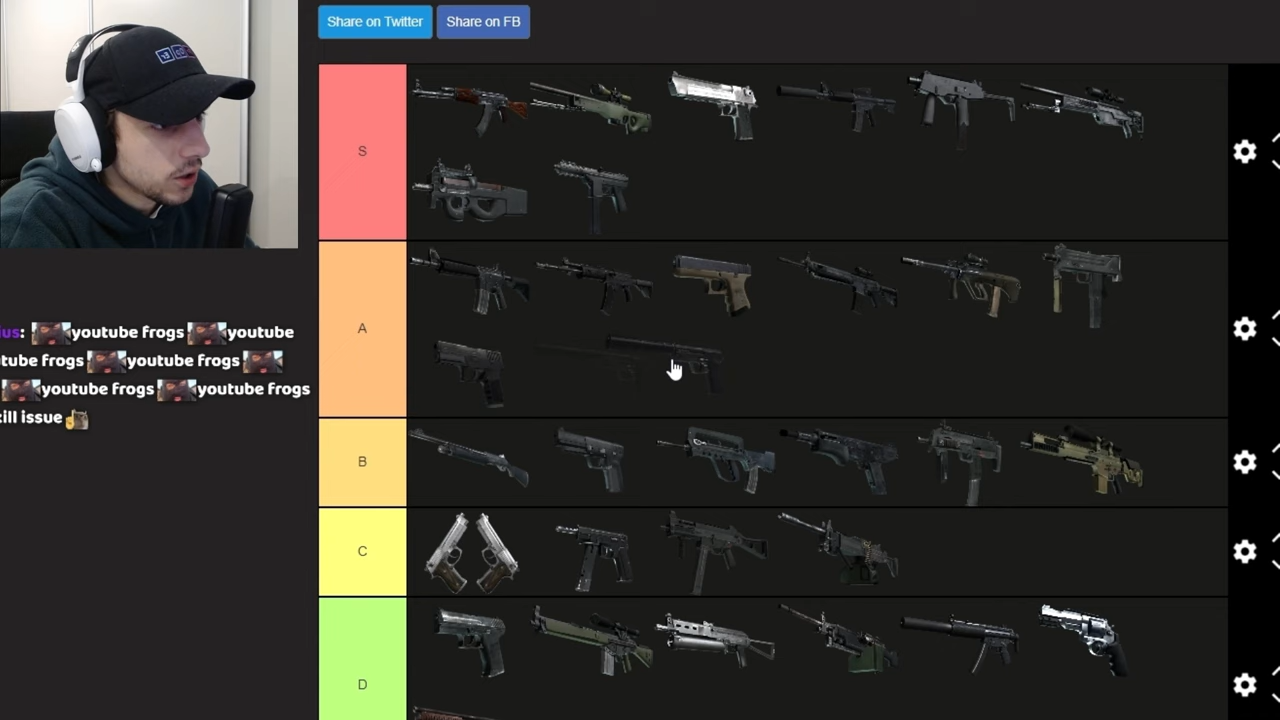 Share on Twitter Share on FB
S
A
ius: youtube frogs youtube
tube frogs youtube frogs
youtube frogs youtube frogs
kill issue
B
C
D